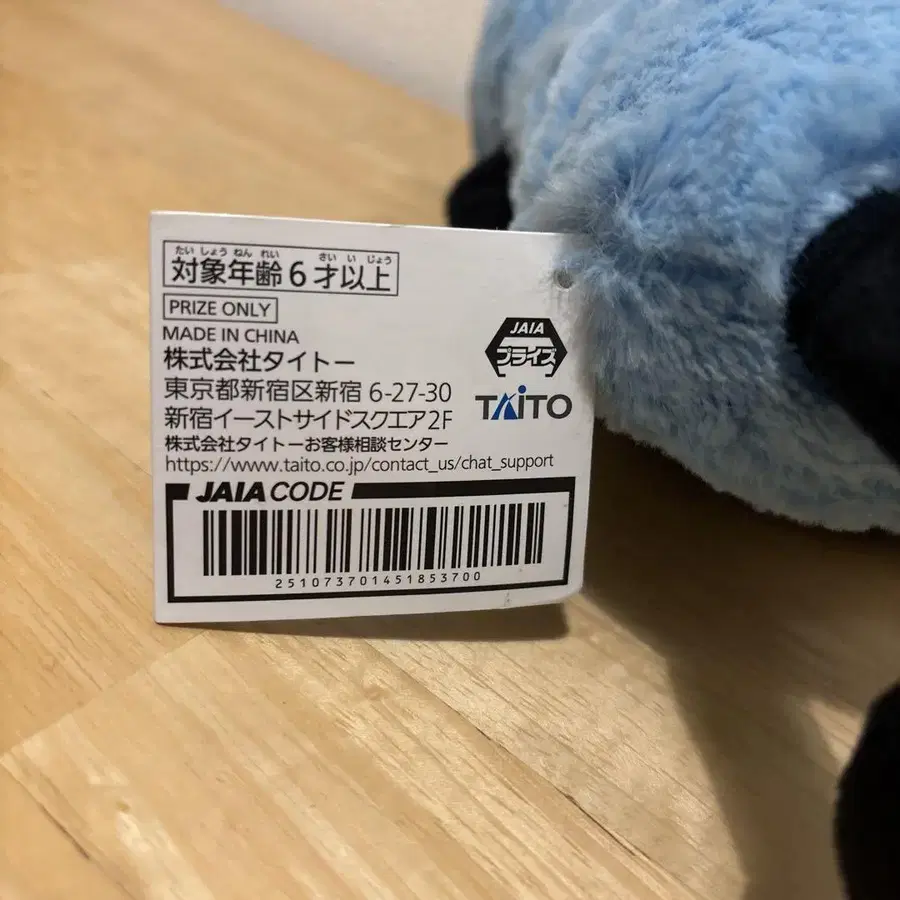 たいしょうねんれい さいいじょう
対象年齢6才以上
PRIZE ONLY
MADE IN CHINA
株式会社タイトー
東京都新宿区新宿 6-27-30
新宿イーストサイドスクエア2F
株式会社タイトーお客様相談センター
https://www.taito.co.jp/contact_us/chat_support
JAIA
プライズ
TAITO
JAIA CODE
251073701451853700